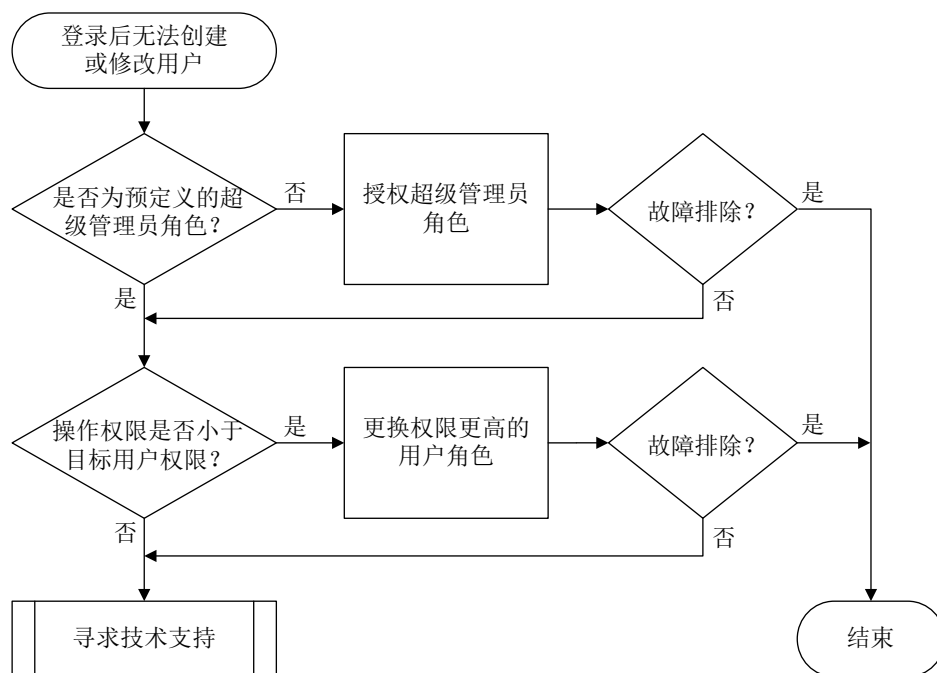 登录后无法创建
或修改用户
是否为预定义的超
级管理员角色？
否
授权超级管理员
角色
故障排除？
是
是
否
操作权限是否小于
目标用户权限？
是
更换权限更高的
用户角色
故障排除？
是
否
否
寻求技术支持
结束